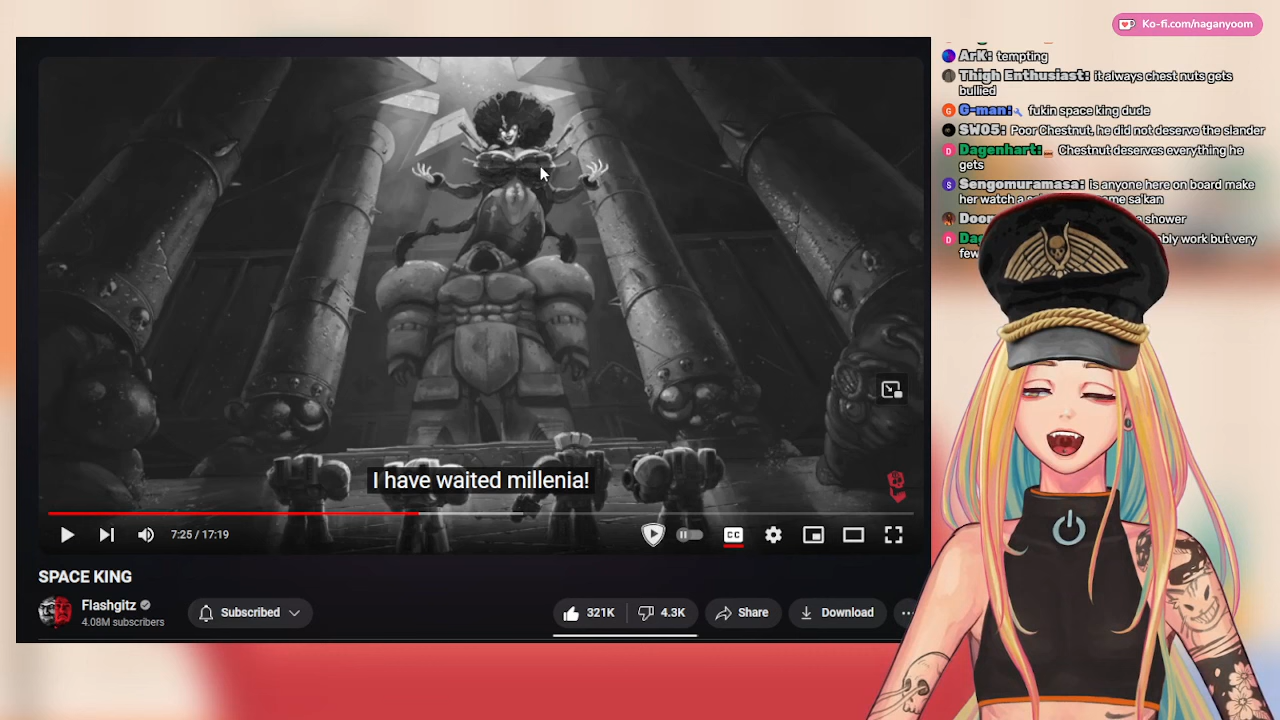 Ko-fi.com/naganyoom
ArK: tempting
Thigh Enthusiast: it always chest nuts gets
bullied
G-man: fukin space king dude
SW05: Poor Chestnut, he did not deserve the slander
Dagenhart: Chestnut deserves everything he
gets
Sengomuramasa: is anyone here on board make
her watch a sa'kan
Doom shower
Dag but very
few
I have waited millenia!
7:25 / 17:19
CC
SPACE KING
Flashgitz
4.08M subscribers
Subscribed
321K
4.3K
Share
Download